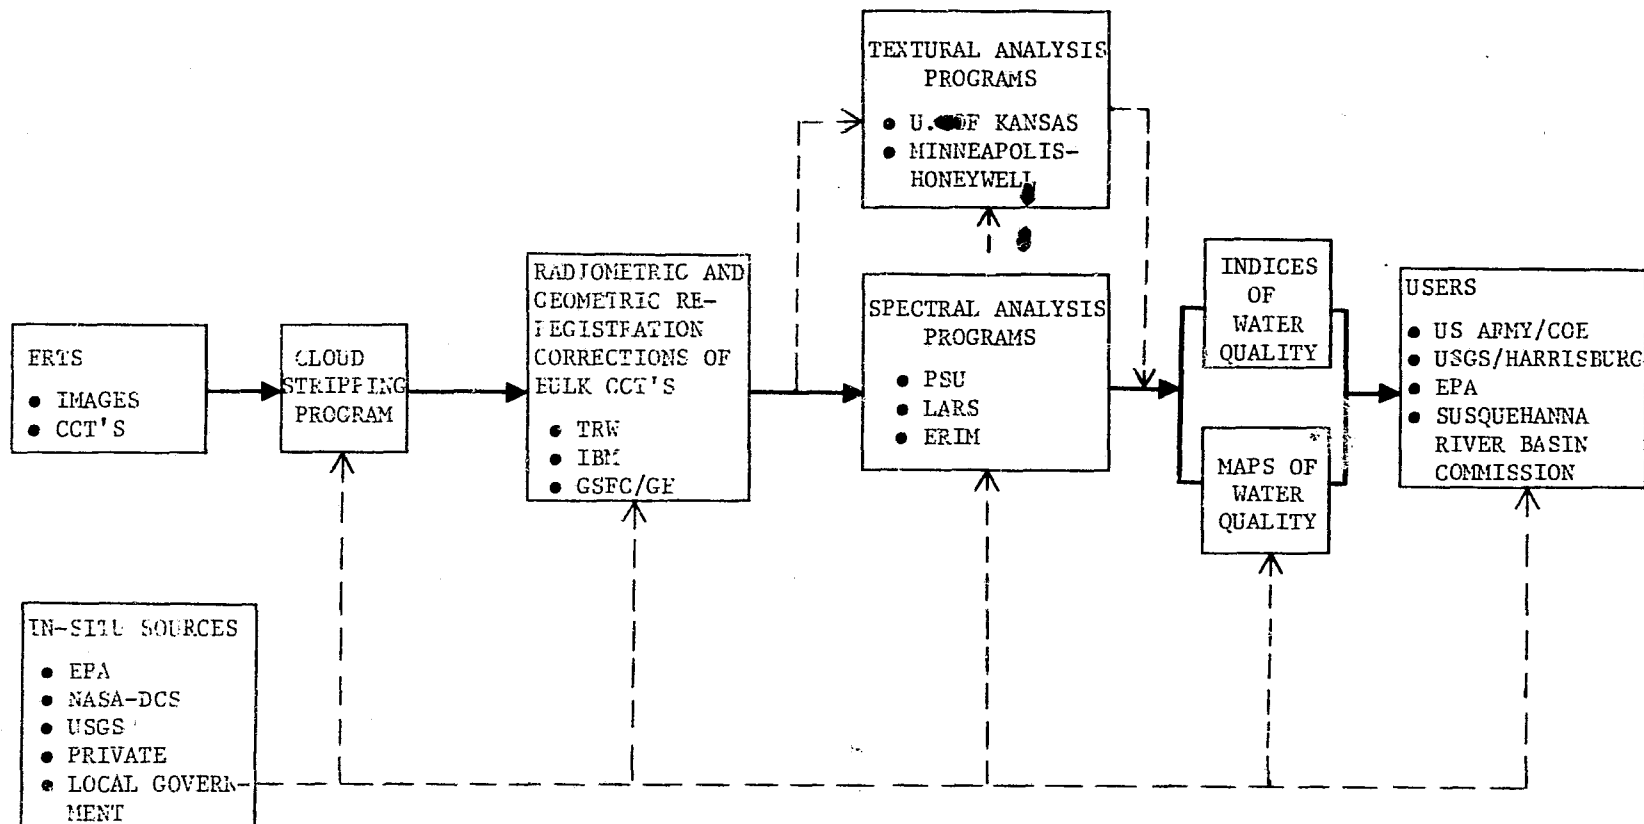 TEXTURAL ANALYSIS
PROGRAMS
● U. OF KANSAS
● MINNEAPOLIS-
HONEYWELL
RADIOMETRIC AND
GEOMETRIC RE-
REGISTRATION
CORRECTIONS OF
BULK CCT'S
● TRW
● IBM
● GSFC/GE
SPECTRAL ANALYSIS
PROGRAMS
● PSU
● LARS
● ERIM
INDICES
OF
WATER
QUALITY
MAPS OF
WATER
QUALITY
USERS
● US ARMY/COE
● USGS/HARRISBURG
● EPA
● SUSQUEHANNA
RIVER BASIN
COMMISSION
ERTS
● IMAGES
● CCT'S
CLOUD
STRIPPING
PROGRAM
IN-SITU SOURCES
● EPA
● NASA-DCS
● USGS
● PRIVATE
● LOCAL GOVERN-
MENT